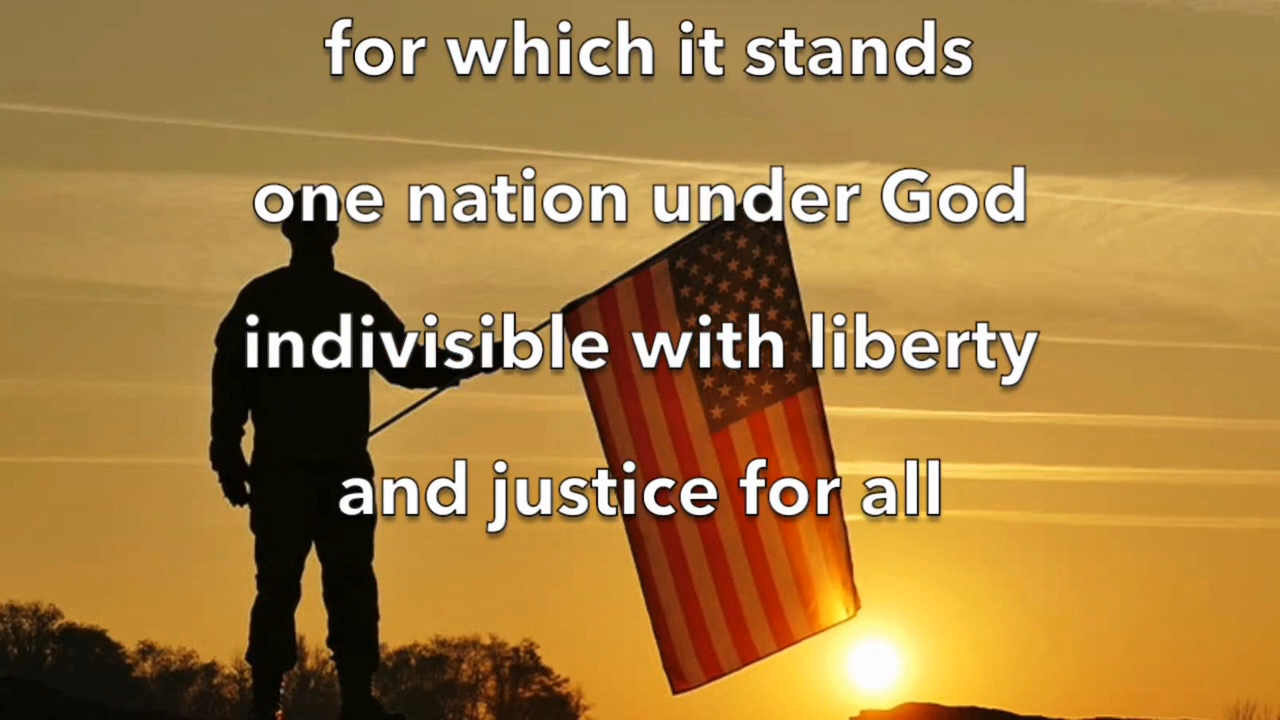 for which it stands
one nation under God
indivisible with liberty
and justice for all